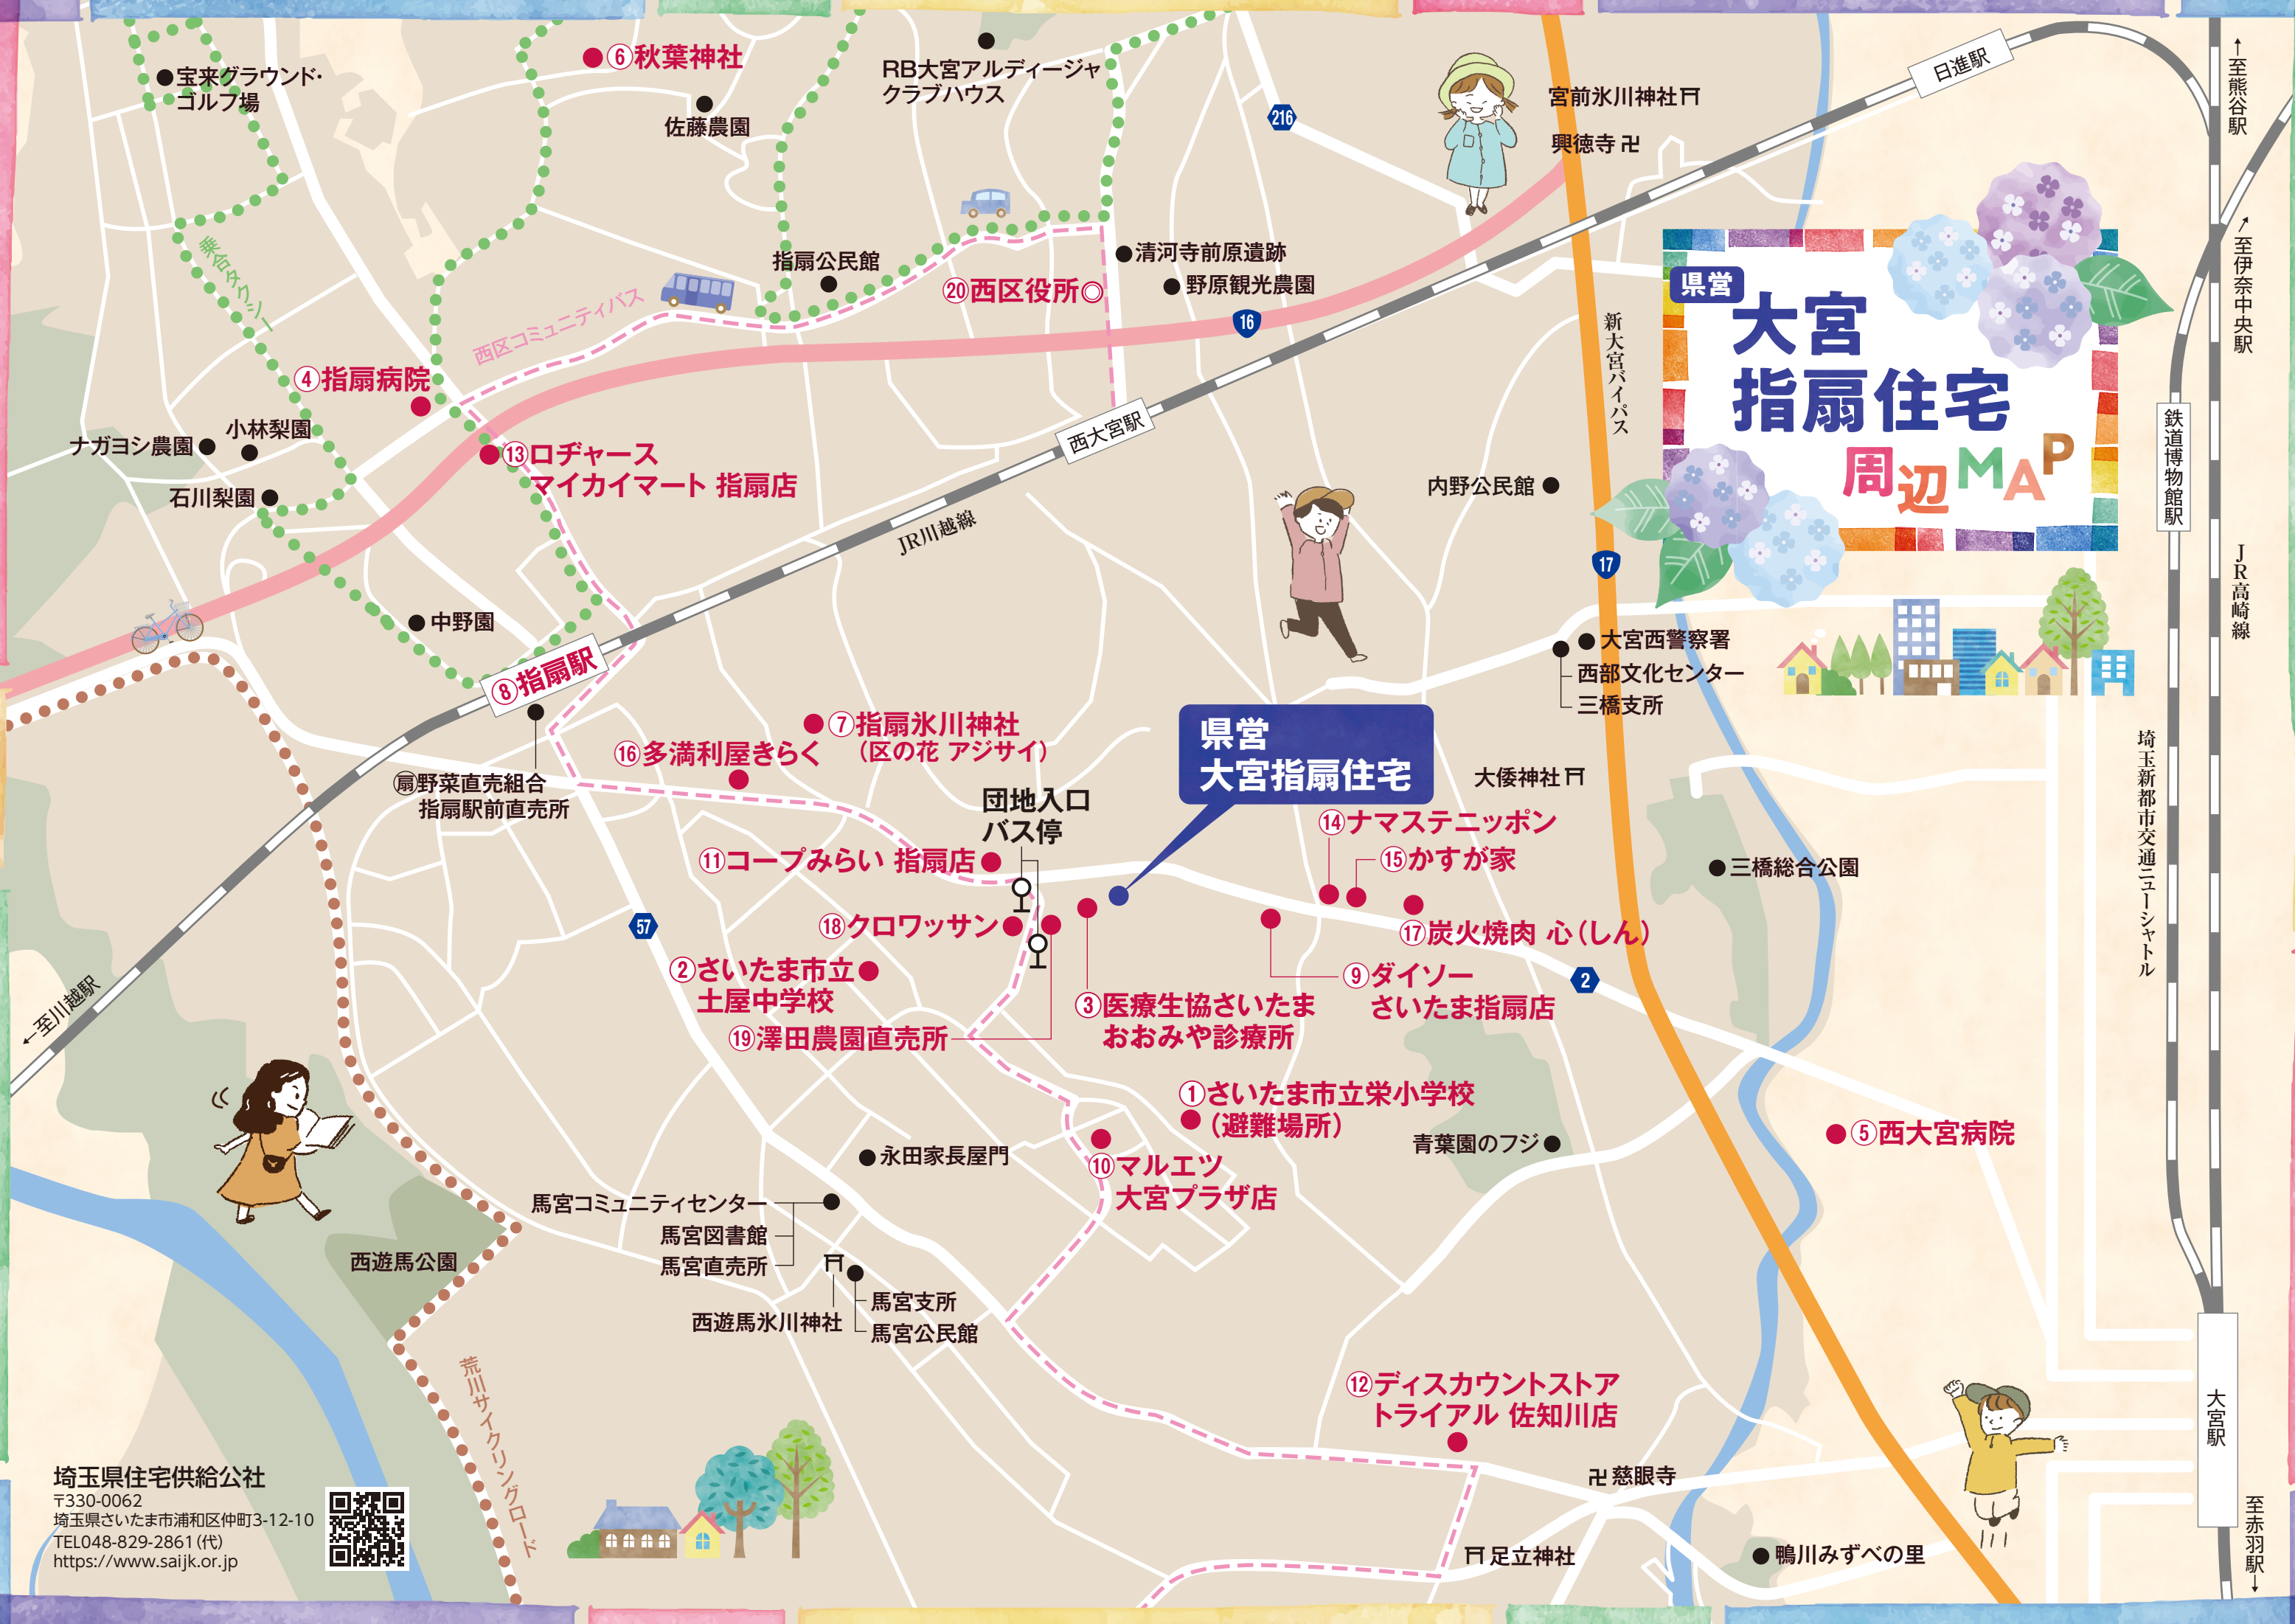 宝来グラウンド・
ゴルフ場
⑥秋葉神社
佐藤農園
RB大宮アルディージャ
クラブハウス
216
宮前氷川神社
興徳寺卍
日進駅
←至熊谷駅
至伊奈中央駅
乗合タクシー
西区コミュニティバス
指扇公民館
⑳西区役所◎
清河寺前原遺跡
野原観光農園
16
新大宮バイパス
県営
大宮
指扇住宅
周辺MAP
鉄道博物館駅
JR高崎線
④指扇病院
ナガヨシ農園
小林梨園
石川梨園
⑬ロヂャース
マイカイマート 指扇店
西大宮駅
JR川越線
内野公民館
17
中野園
⑧指扇駅
大宮西警察署
西部文化センター
三橋支所
⑦指扇氷川神社
(区の花 アジサイ)
⑯多満利屋きらく
扇野菜直売組合
指扇駅前直売所
県営
大宮指扇住宅
大倭神社
埼玉新都市交通ニューシャトル
団地入口
バス停
⑪コープみらい 指扇店
⑭ナマステニッポン
⑮かすが家
三橋総合公園
57
⑱クロワッサン
⑰炭火焼肉 心(しん)
②さいたま市立
土屋中学校
⑨ダイソー
さいたま指扇店
2
③医療生協さいたま
おおみや診療所
⑲澤田農園直売所
←至川越駅
①さいたま市立栄小学校
(避難場所)
⑤西大宮病院
青葉園のフジ
永田家長屋門
⑩マルエツ
大宮プラザ店
馬宮コミュニティセンター
馬宮図書館
馬宮直売所
西遊馬公園
西遊馬氷川神社
馬宮支所
馬宮公民館
荒川サイクリングロード
⑫ディスカウントストア
トライアル 佐知川店
大宮駅
卍慈眼寺
足立神社
鴨川みずべの里
至赤羽駅→
埼玉県住宅供給公社
〒330-0062
埼玉県さいたま市浦和区仲町3-12-10
TEL048-829-2861(代)
https://www.saijk.or.jp